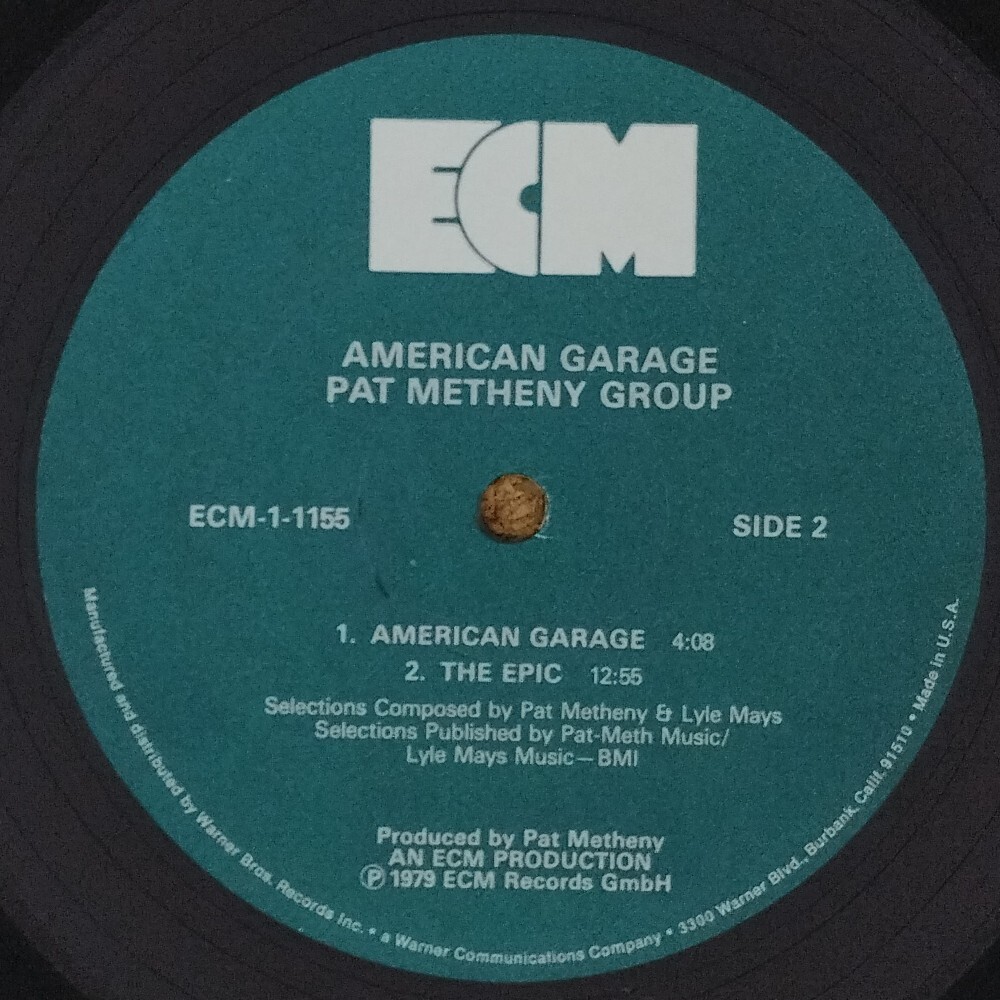 ECM
AMERICAN GARAGE
PAT METHENY GROUP
ECM-1-1155
SIDE 2
1. AMERICAN GARAGE 4:08
2. THE EPIC 12:55
Selections Composed by Pat Metheny & Lyle Mays
Selections Published by Pat-Meth Music/
Lyle Mays Music—BMI
Produced by Pat Metheny
AN ECM PRODUCTION
℗ 1979 ECM Records GmbH
Manufactured and distributed by Warner Bros. Records Inc. • a Warner Communications Company • 3300 Warner Blvd., Burbank, Calif. 91510 • Made in U.S.A.